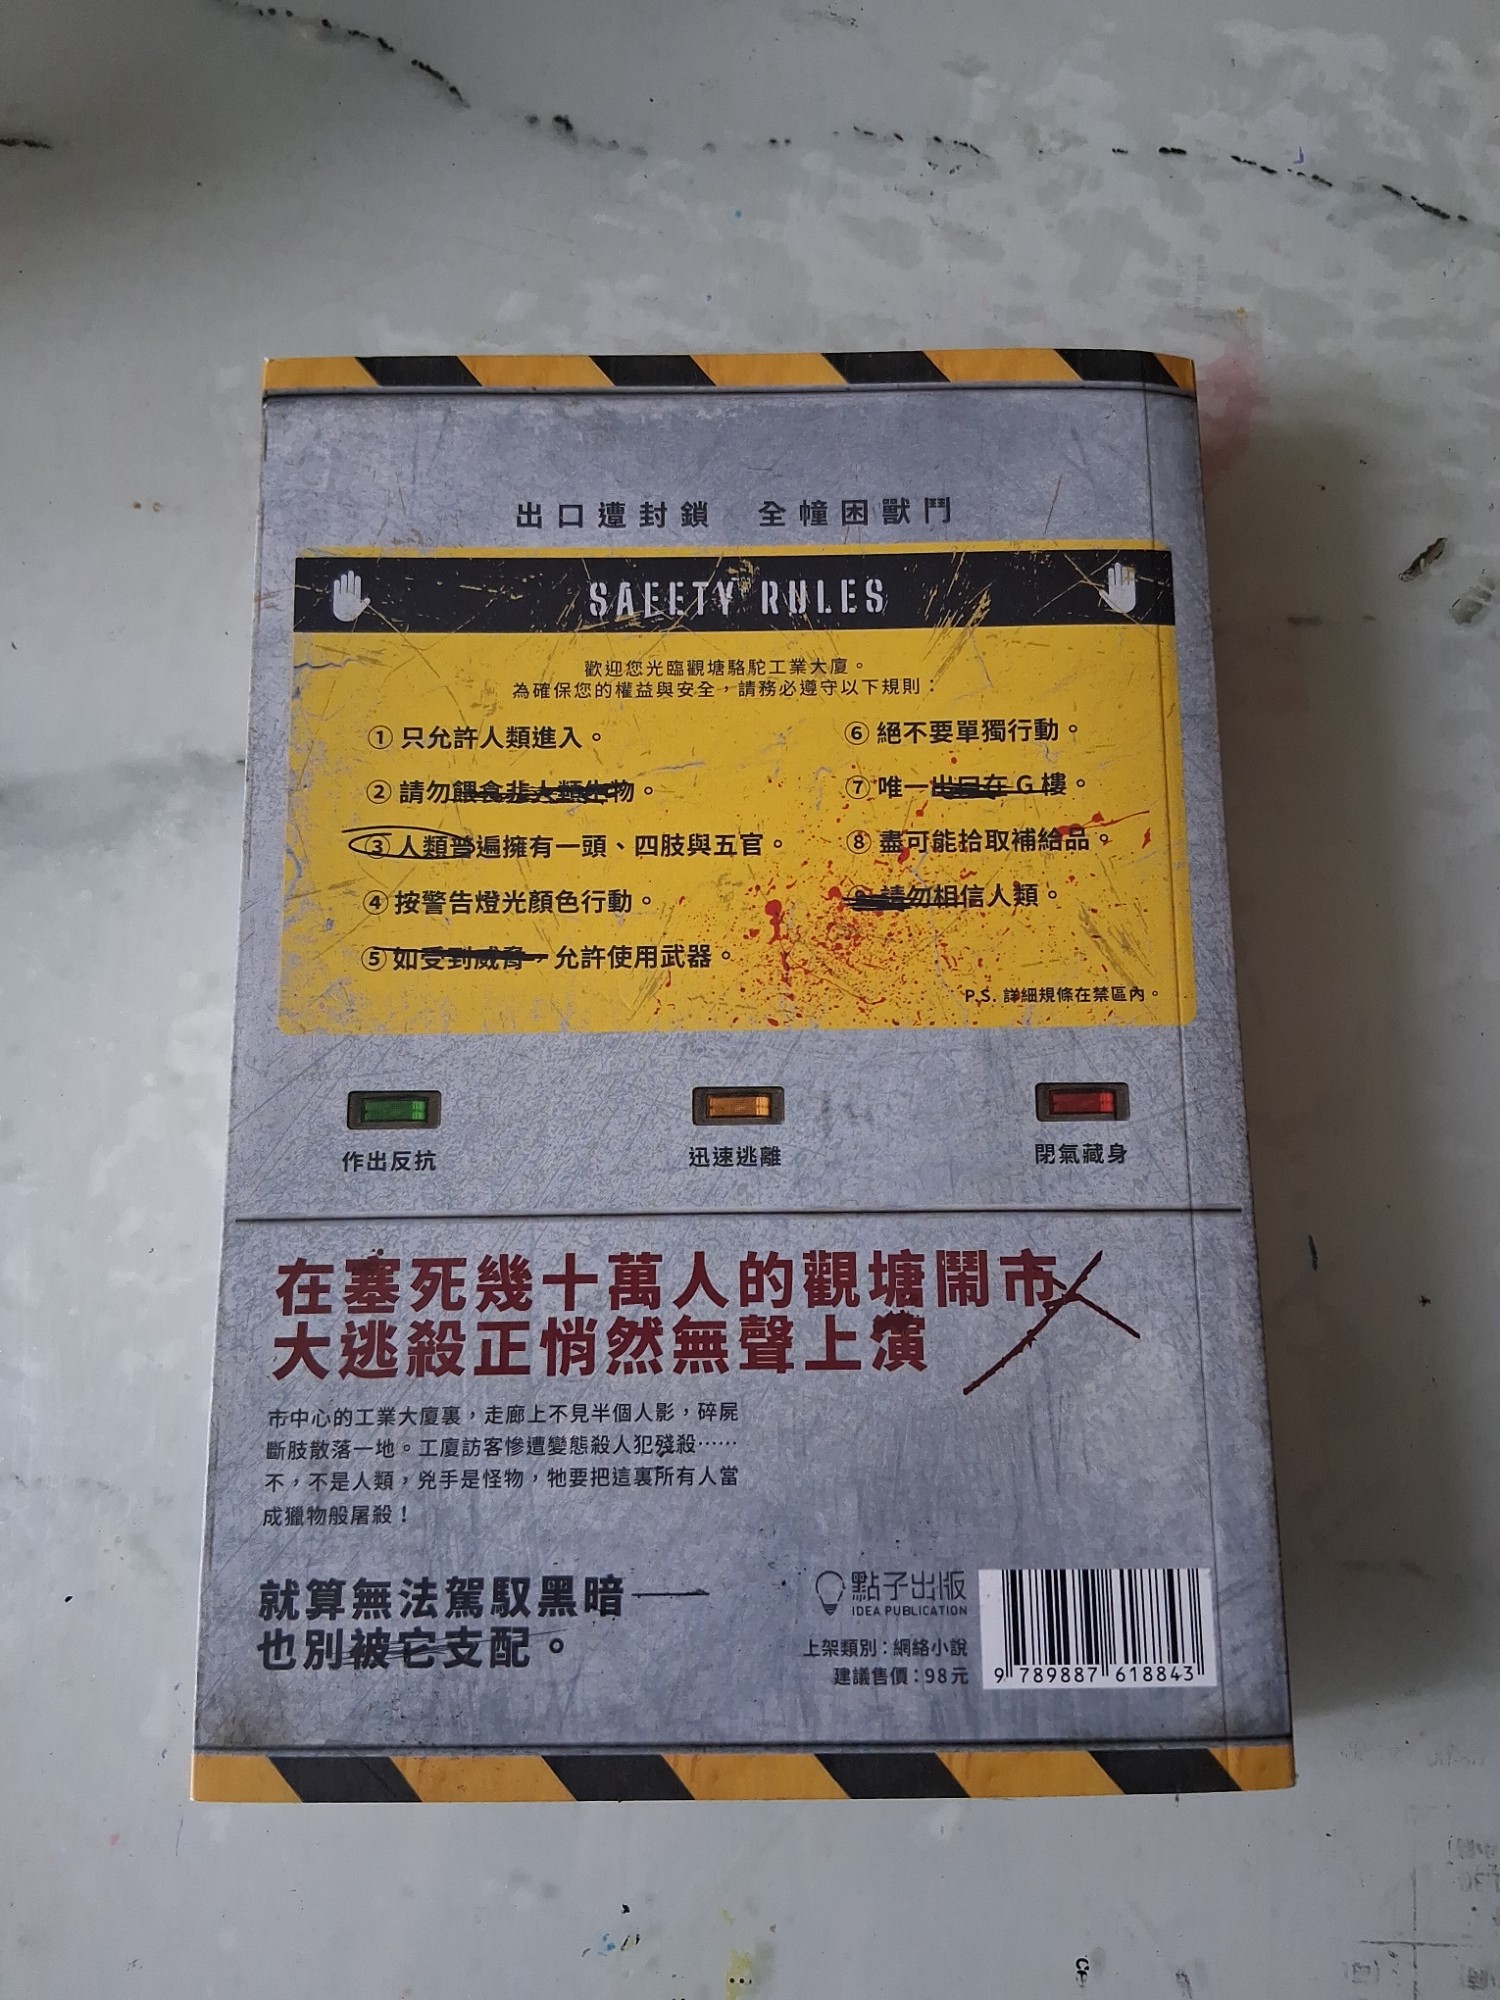 出口遭封鎖 全幢困獸鬥
SAFETY RULES
歡迎您光臨觀塘駱駝工業大廈。
為確保您的權益與安全，請務必遵守以下規則：
① 只允許人類進入。
② 請勿餵食非人類生物。
③ 人類普遍擁有一頭、四肢與五官。
④ 按警告燈光顏色行動。
⑤ 如受到威脅，允許使用武器。
⑥ 絕不要單獨行動。
⑦ 唯一出口在 G 樓。
⑧ 盡可能拾取補給品。
⑨ 請勿相信人類。
P.S. 詳細規條在禁區內。
作出反抗
迅速逃離
閉氣藏身
在塞死幾十萬人的觀塘鬧市
大逃殺正悄然無聲上演
市中心的工業大廈裏，走廊上不見半個人影，碎屍
斷肢散落一地。工廈訪客慘遭變態殺人犯殘殺……
不，不是人類，兇手是怪物，牠要把這裏所有人當
成獵物般屠殺！
就算無法駕馭黑暗——
也別被它支配。
點子出版
IDEA PUBLICATION
上架類別：網絡小說
建議售價：98元
9 789887 618843